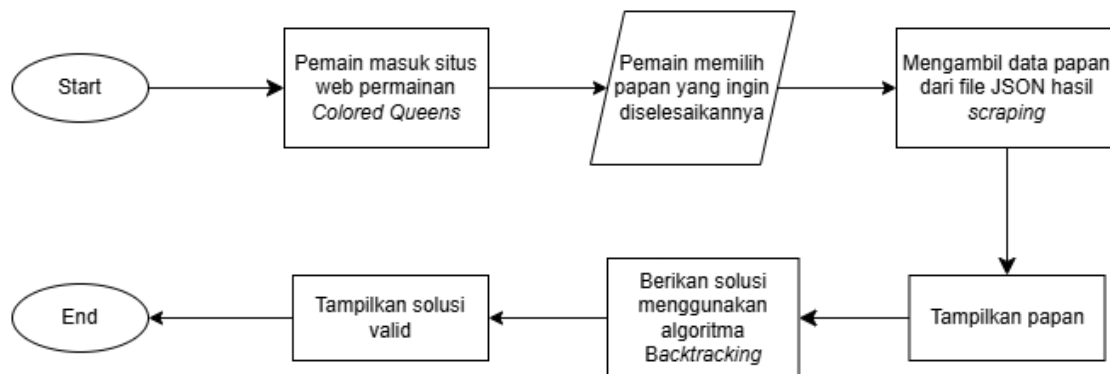 Start
Pemain masuk situs
web permainan
Colored Queens
Pemain memilih
papan yang ingin
diselesaikannya
Mengambil data papan
dari file JSON hasil
scraping
Tampilkan papan
Berikan solusi
menggunakan
algoritma
Backtracking
Tampilkan solusi
valid
End